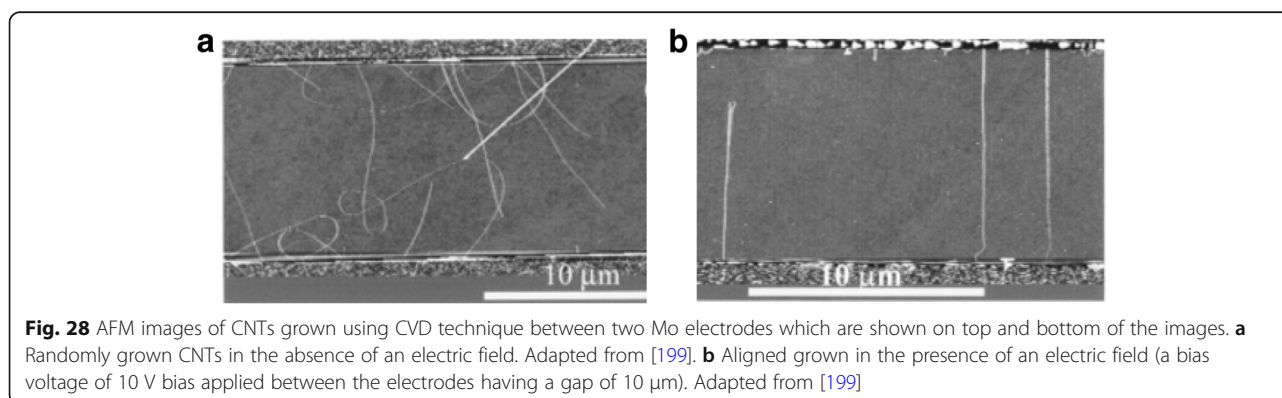 a
b
10 µm
10 µm
Fig. 28 AFM images of CNTs grown using CVD technique between two Mo electrodes which are shown on top and bottom of the images. a
Randomly grown CNTs in the absence of an electric field. Adapted from [199]. b Aligned grown in the presence of an electric field (a bias
voltage of 10 V bias applied between the electrodes having a gap of 10 μm). Adapted from [199]